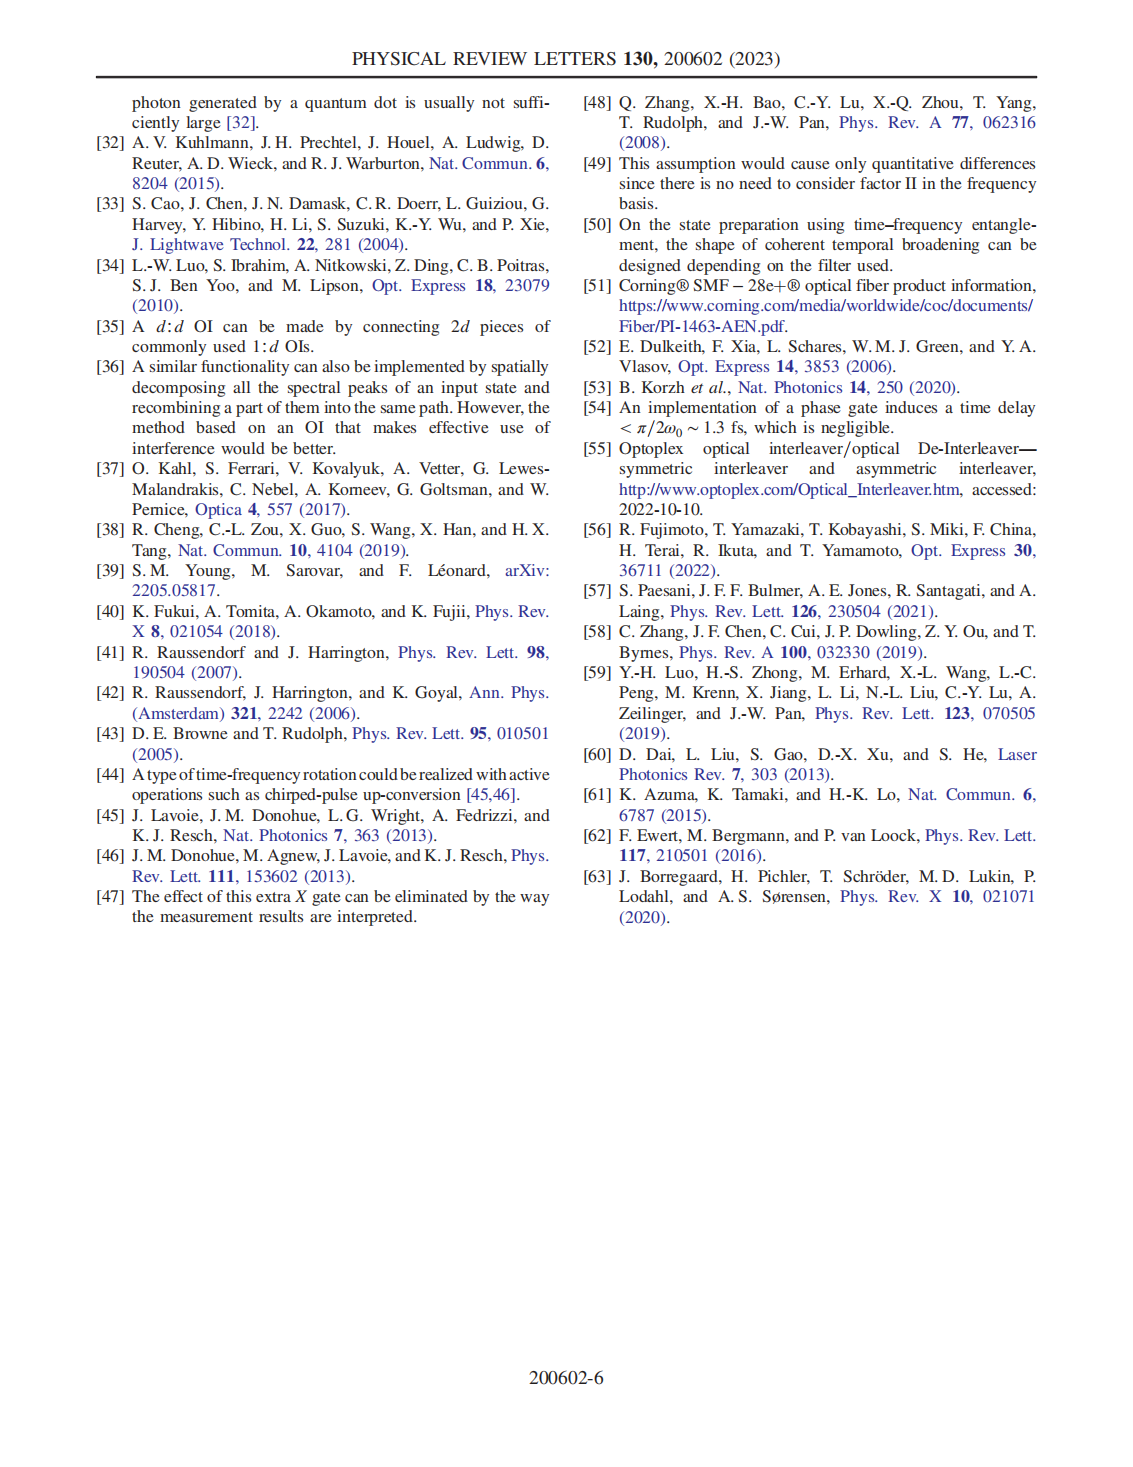 PHYSICAL REVIEW LETTERS 130, 200602 (2023)
photon generated by a quantum dot is usually not suffi-
ciently large [32].
[32] A. V. Kuhlmann, J. H. Prechtel, J. Houel, A. Ludwig, D.
Reuter, A. D. Wieck, and R. J. Warburton, Nat. Commun. 6,
8204 (2015).
[33] S. Cao, J. Chen, J. N. Damask, C. R. Doerr, L. Guiziou, G.
Harvey, Y. Hibino, H. Li, S. Suzuki, K.-Y. Wu, and P. Xie,
J. Lightwave Technol. 22, 281 (2004).
[34] L.-W. Luo, S. Ibrahim, A. Nitkowski, Z. Ding, C. B. Poitras,
S. J. Ben Yoo, and M. Lipson, Opt. Express 18, 23079
(2010).
[35] A d:d OI can be made by connecting 2d pieces of
commonly used 1:d OIs.
[36] A similar functionality can also be implemented by spatially
decomposing all the spectral peaks of an input state and
recombining a part of them into the same path. However, the
method based on an OI that makes effective use of
interference would be better.
[37] O. Kahl, S. Ferrari, V. Kovalyuk, A. Vetter, G. Lewes-
Malandrakis, C. Nebel, A. Korneev, G. Goltsman, and W.
Pernice, Optica 4, 557 (2017).
[38] R. Cheng, C.-L. Zou, X. Guo, S. Wang, X. Han, and H. X.
Tang, Nat. Commun. 10, 4104 (2019).
[39] S. M. Young, M. Sarovar, and F. Léonard, arXiv:
2205.05817.
[40] K. Fukui, A. Tomita, A. Okamoto, and K. Fujii, Phys. Rev.
X 8, 021054 (2018).
[41] R. Raussendorf and J. Harrington, Phys. Rev. Lett. 98,
190504 (2007).
[42] R. Raussendorf, J. Harrington, and K. Goyal, Ann. Phys.
(Amsterdam) 321, 2242 (2006).
[43] D. E. Browne and T. Rudolph, Phys. Rev. Lett. 95, 010501
(2005).
[44] A type of time-frequency rotation could be realized with active
operations such as chirped-pulse up-conversion [45,46].
[45] J. Lavoie, J. M. Donohue, L. G. Wright, A. Fedrizzi, and
K. J. Resch, Nat. Photonics 7, 363 (2013).
[46] J. M. Donohue, M. Agnew, J. Lavoie, and K. J. Resch, Phys.
Rev. Lett. 111, 153602 (2013).
[47] The effect of this extra X gate can be eliminated by the way
the measurement results are interpreted.
[48] Q. Zhang, X.-H. Bao, C.-Y. Lu, X.-Q. Zhou, T. Yang,
T. Rudolph, and J.-W. Pan, Phys. Rev. A 77, 062316
(2008).
[49] This assumption would cause only quantitative differences
since there is no need to consider factor II in the frequency
basis.
[50] On the state preparation using time–frequency entangle-
ment, the shape of coherent temporal broadening can be
designed depending on the filter used.
[51] Corning® SMF − 28e+® optical fiber product information,
https://www.corning.com/media/worldwide/coc/documents/
Fiber/PI-1463-AEN.pdf.
[52] E. Dulkeith, F. Xia, L. Schares, W. M. J. Green, and Y. A.
Vlasov, Opt. Express 14, 3853 (2006).
[53] B. Korzh et al., Nat. Photonics 14, 250 (2020).
[54] An implementation of a phase gate induces a time delay
< π/2ω₀ ~ 1.3 fs, which is negligible.
[55] Optoplex optical interleaver/optical De-Interleaver—
symmetric interleaver and asymmetric interleaver,
http://www.optoplex.com/Optical_Interleaver.htm, accessed:
2022-10-10.
[56] R. Fujimoto, T. Yamazaki, T. Kobayashi, S. Miki, F. China,
H. Terai, R. Ikuta, and T. Yamamoto, Opt. Express 30,
36711 (2022).
[57] S. Paesani, J. F. F. Bulmer, A. E. Jones, R. Santagati, and A.
Laing, Phys. Rev. Lett. 126, 230504 (2021).
[58] C. Zhang, J. F. Chen, C. Cui, J. P. Dowling, Z. Y. Ou, and T.
Byrnes, Phys. Rev. A 100, 032330 (2019).
[59] Y.-H. Luo, H.-S. Zhong, M. Erhard, X.-L. Wang, L.-C.
Peng, M. Krenn, X. Jiang, L. Li, N.-L. Liu, C.-Y. Lu, A.
Zeilinger, and J.-W. Pan, Phys. Rev. Lett. 123, 070505
(2019).
[60] D. Dai, L. Liu, S. Gao, D.-X. Xu, and S. He, Laser
Photonics Rev. 7, 303 (2013).
[61] K. Azuma, K. Tamaki, and H.-K. Lo, Nat. Commun. 6,
6787 (2015).
[62] F. Ewert, M. Bergmann, and P. van Loock, Phys. Rev. Lett.
117, 210501 (2016).
[63] J. Borregaard, H. Pichler, T. Schröder, M. D. Lukin, P.
Lodahl, and A. S. Sørensen, Phys. Rev. X 10, 021071
(2020).
200602-6